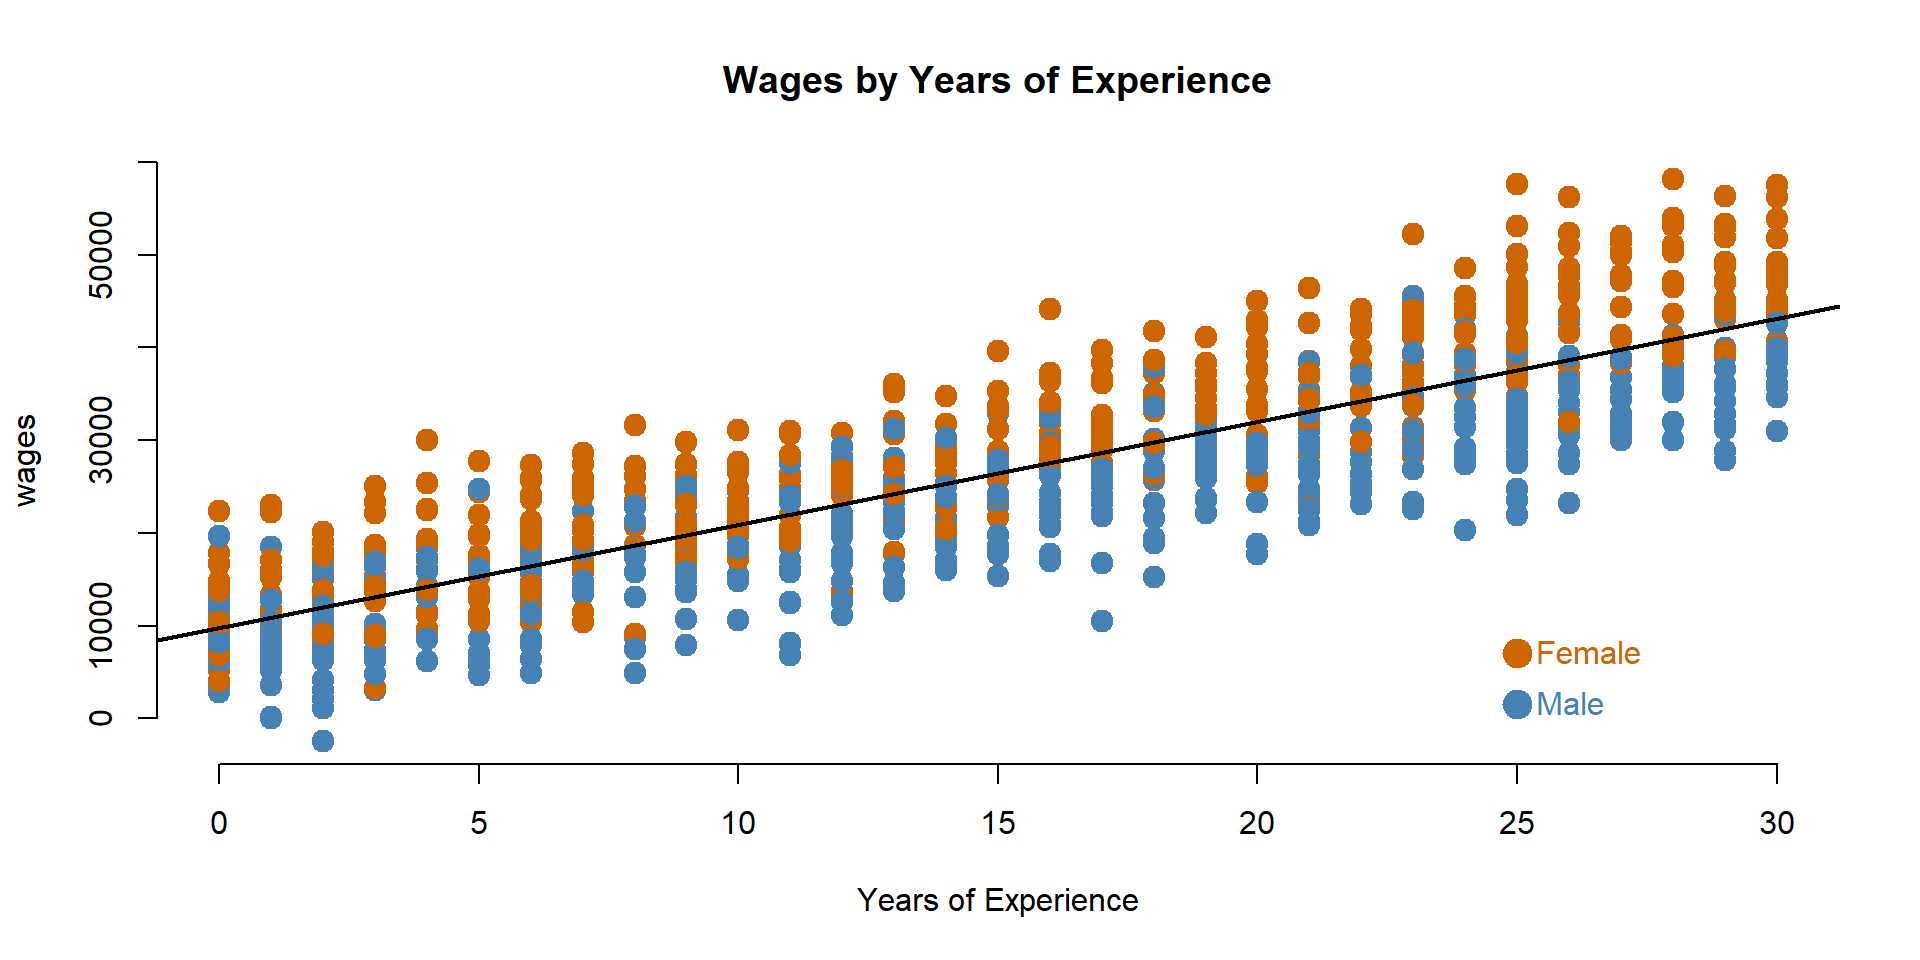 Wages by Years of Experience
wages
50000
30000
10000
0
Female
Male
0 5 10 15 20 25 30
Years of Experience